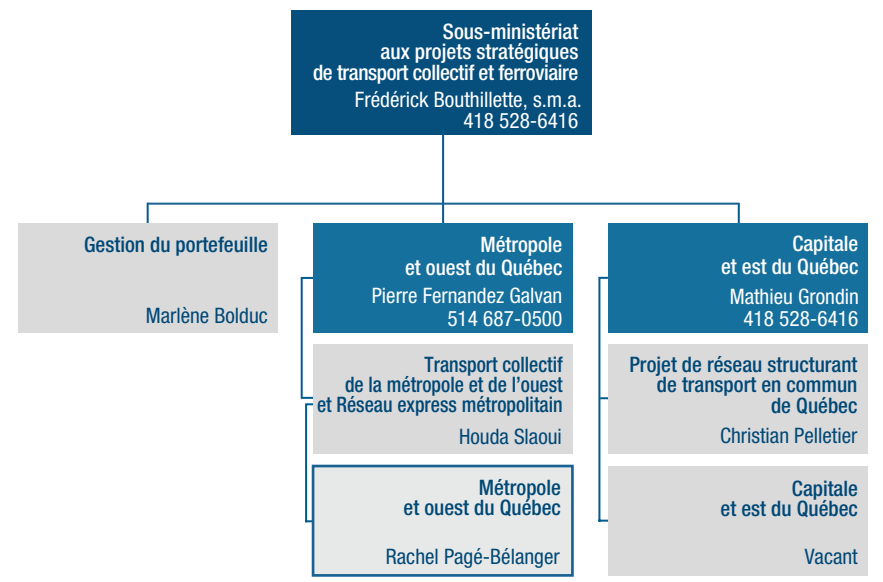 Sous-ministériat
aux projets stratégiques
de transport collectif et ferroviaire
Frédérick Bouthillette, s.m.a.
418 528-6416
Gestion du portefeuille
Marlène Bolduc
Métropole
et ouest du Québec
Pierre Fernandez Galvan
514 687-0500
Transport collectif
de la métropole et de l’ouest
et Réseau express métropolitain
Houda Slaoui
Métropole
et ouest du Québec
Rachel Pagé-Bélanger
Capitale
et est du Québec
Mathieu Grondin
418 528-6416
Projet de réseau structurant
de transport en commun
de Québec
Christian Pelletier
Capitale
et est du Québec
Vacant